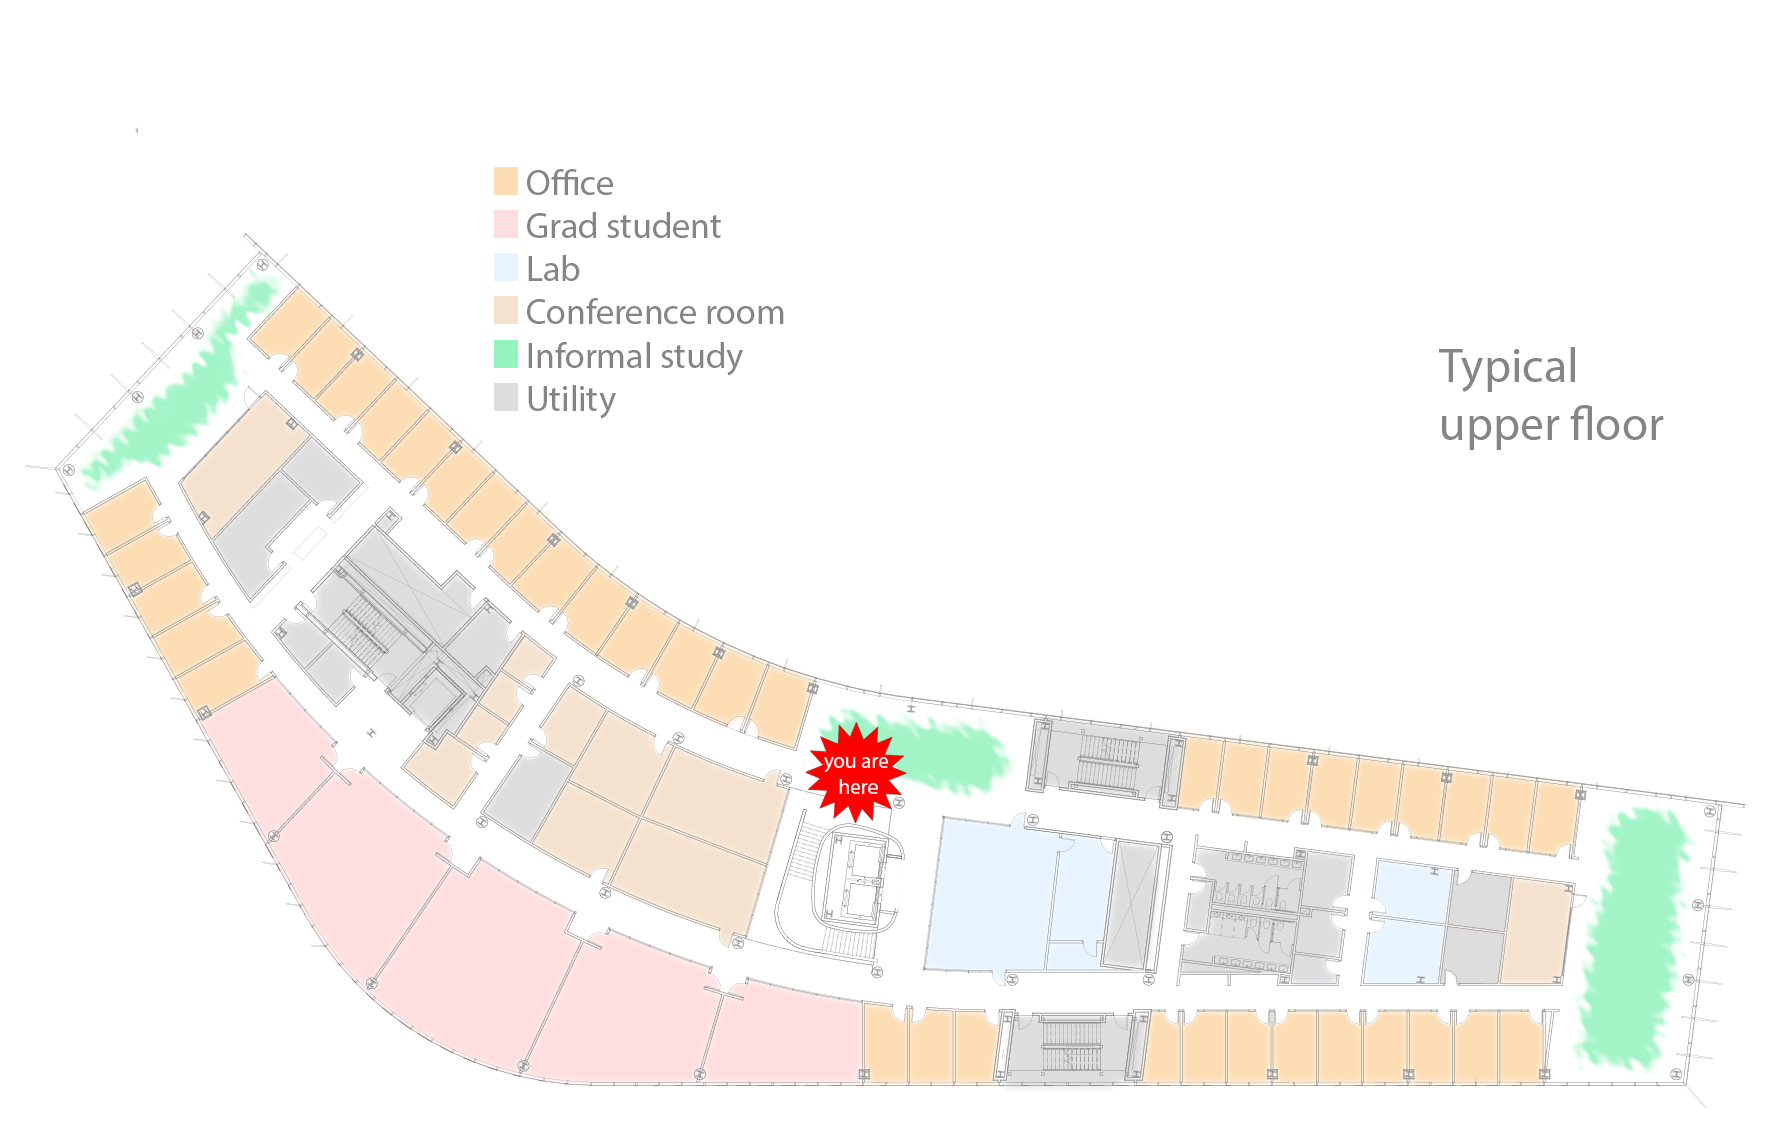 Office
Grad student
Lab
Conference room
Informal study
Utility
Typical
upper floor
you are
here